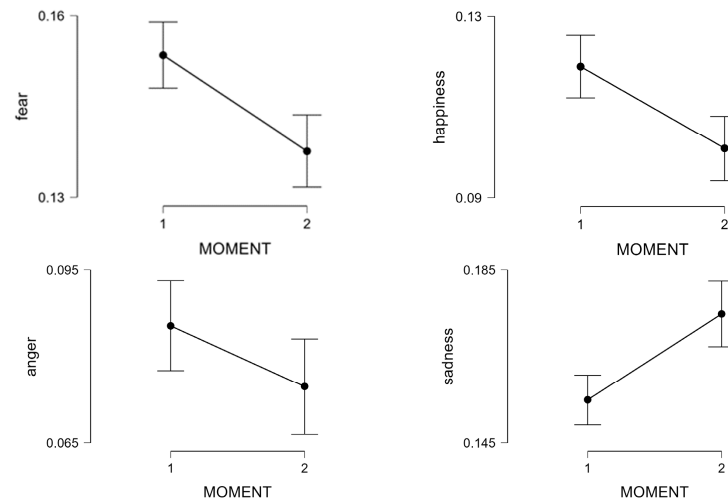 0.16
fear
0.13
1 2
MOMENT
0.13
happiness
0.09
1 2
MOMENT
0.095
anger
0.065
1 2
MOMENT
0.185
sadness
0.145
1 2
MOMENT